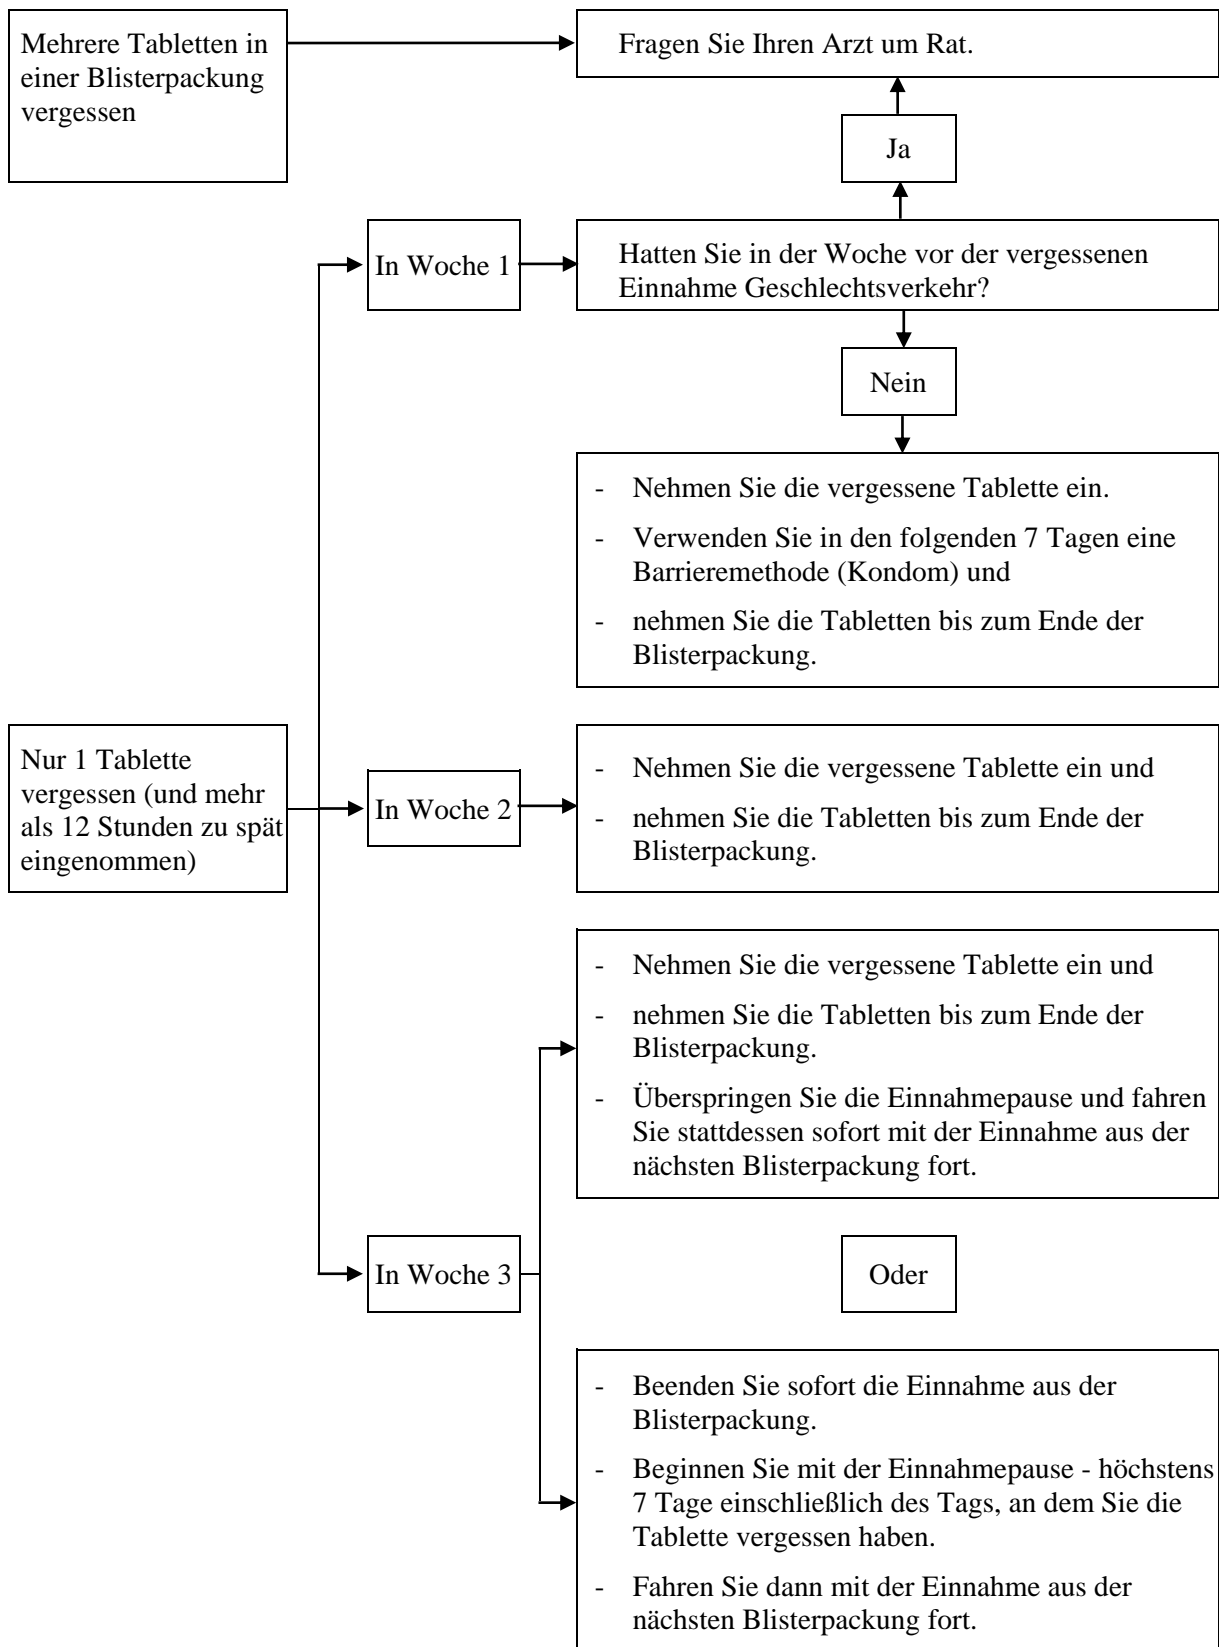 Mehrere Tabletten in
einer Blisterpackung
vergessen
Fragen Sie Ihren Arzt um Rat.
Ja
In Woche 1
Hatten Sie in der Woche vor der vergessenen
Einnahme Geschlechtsverkehr?
Nein
- Nehmen Sie die vergessene Tablette ein.
- Verwenden Sie in den folgenden 7 Tagen eine
Barrieremethode (Kondom) und
- nehmen Sie die Tabletten bis zum Ende der
Blisterpackung.
Nur 1 Tablette
vergessen (und mehr
als 12 Stunden zu spät
eingenommen)
In Woche 2
- Nehmen Sie die vergessene Tablette ein und
- nehmen Sie die Tabletten bis zum Ende der
Blisterpackung.
- Nehmen Sie die vergessene Tablette ein und
- nehmen Sie die Tabletten bis zum Ende der
Blisterpackung.
- Überspringen Sie die Einnahmepause und fahren
Sie stattdessen sofort mit der Einnahme aus der
nächsten Blisterpackung fort.
In Woche 3
Oder
- Beenden Sie sofort die Einnahme aus der
Blisterpackung.
- Beginnen Sie mit der Einnahmepause - höchstens
7 Tage einschließlich des Tags, an dem Sie die
Tablette vergessen haben.
- Fahren Sie dann mit der Einnahme aus der
nächsten Blisterpackung fort.